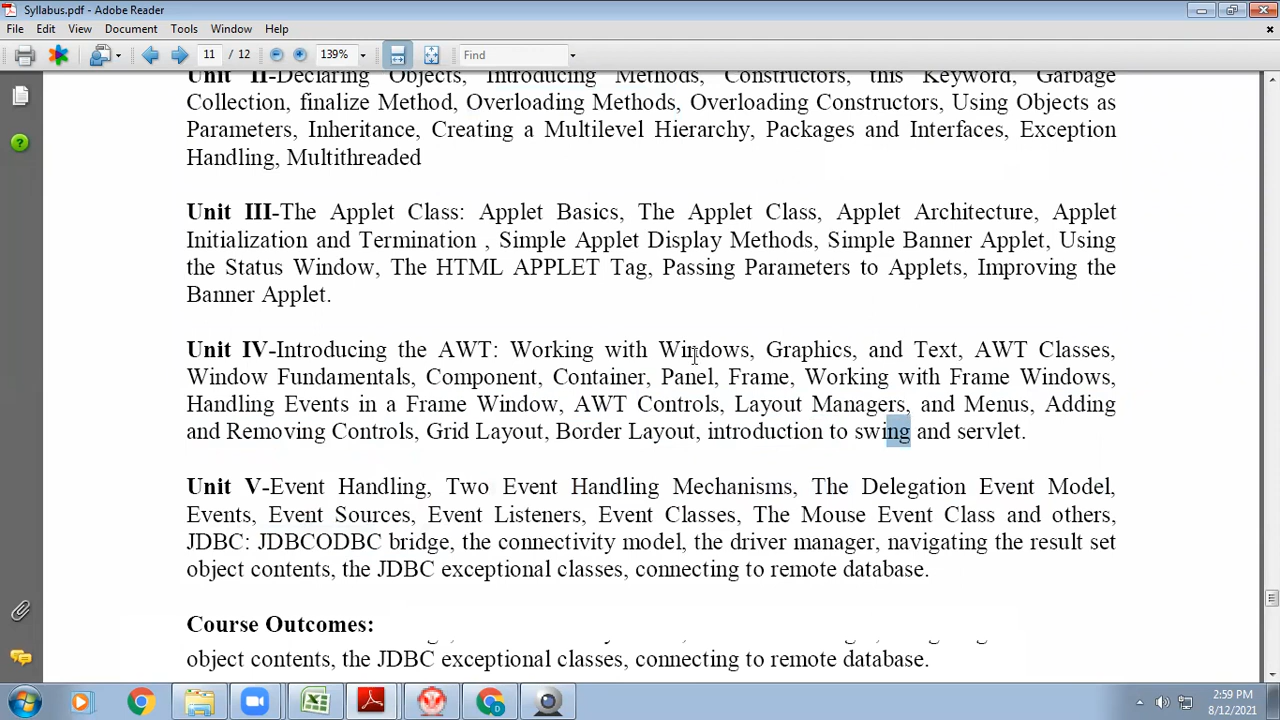 Syllabus.pdf - Adobe Reader
File Edit View Document Tools Window Help
11 / 12 139% Find
Unit II-Declaring Objects, Introducing Methods, Constructors, this Keyword, Garbage
Collection, finalize Method, Overloading Methods, Overloading Constructors, Using Objects as
Parameters, Inheritance, Creating a Multilevel Hierarchy, Packages and Interfaces, Exception
Handling, Multithreaded
Unit III-The Applet Class: Applet Basics, The Applet Class, Applet Architecture, Applet
Initialization and Termination , Simple Applet Display Methods, Simple Banner Applet, Using
the Status Window, The HTML APPLET Tag, Passing Parameters to Applets, Improving the
Banner Applet.
Unit IV-Introducing the AWT: Working with Windows, Graphics, and Text, AWT Classes,
Window Fundamentals, Component, Container, Panel, Frame, Working with Frame Windows,
Handling Events in a Frame Window, AWT Controls, Layout Managers, and Menus, Adding
and Removing Controls, Grid Layout, Border Layout, introduction to swing and servlet.
Unit V-Event Handling, Two Event Handling Mechanisms, The Delegation Event Model,
Events, Event Sources, Event Listeners, Event Classes, The Mouse Event Class and others,
JDBC: JDBCODBC bridge, the connectivity model, the driver manager, navigating the result set
object contents, the JDBC exceptional classes, connecting to remote database.
Course Outcomes:
object contents, the JDBC exceptional classes, connecting to remote database.
2:59 PM
8/12/2021